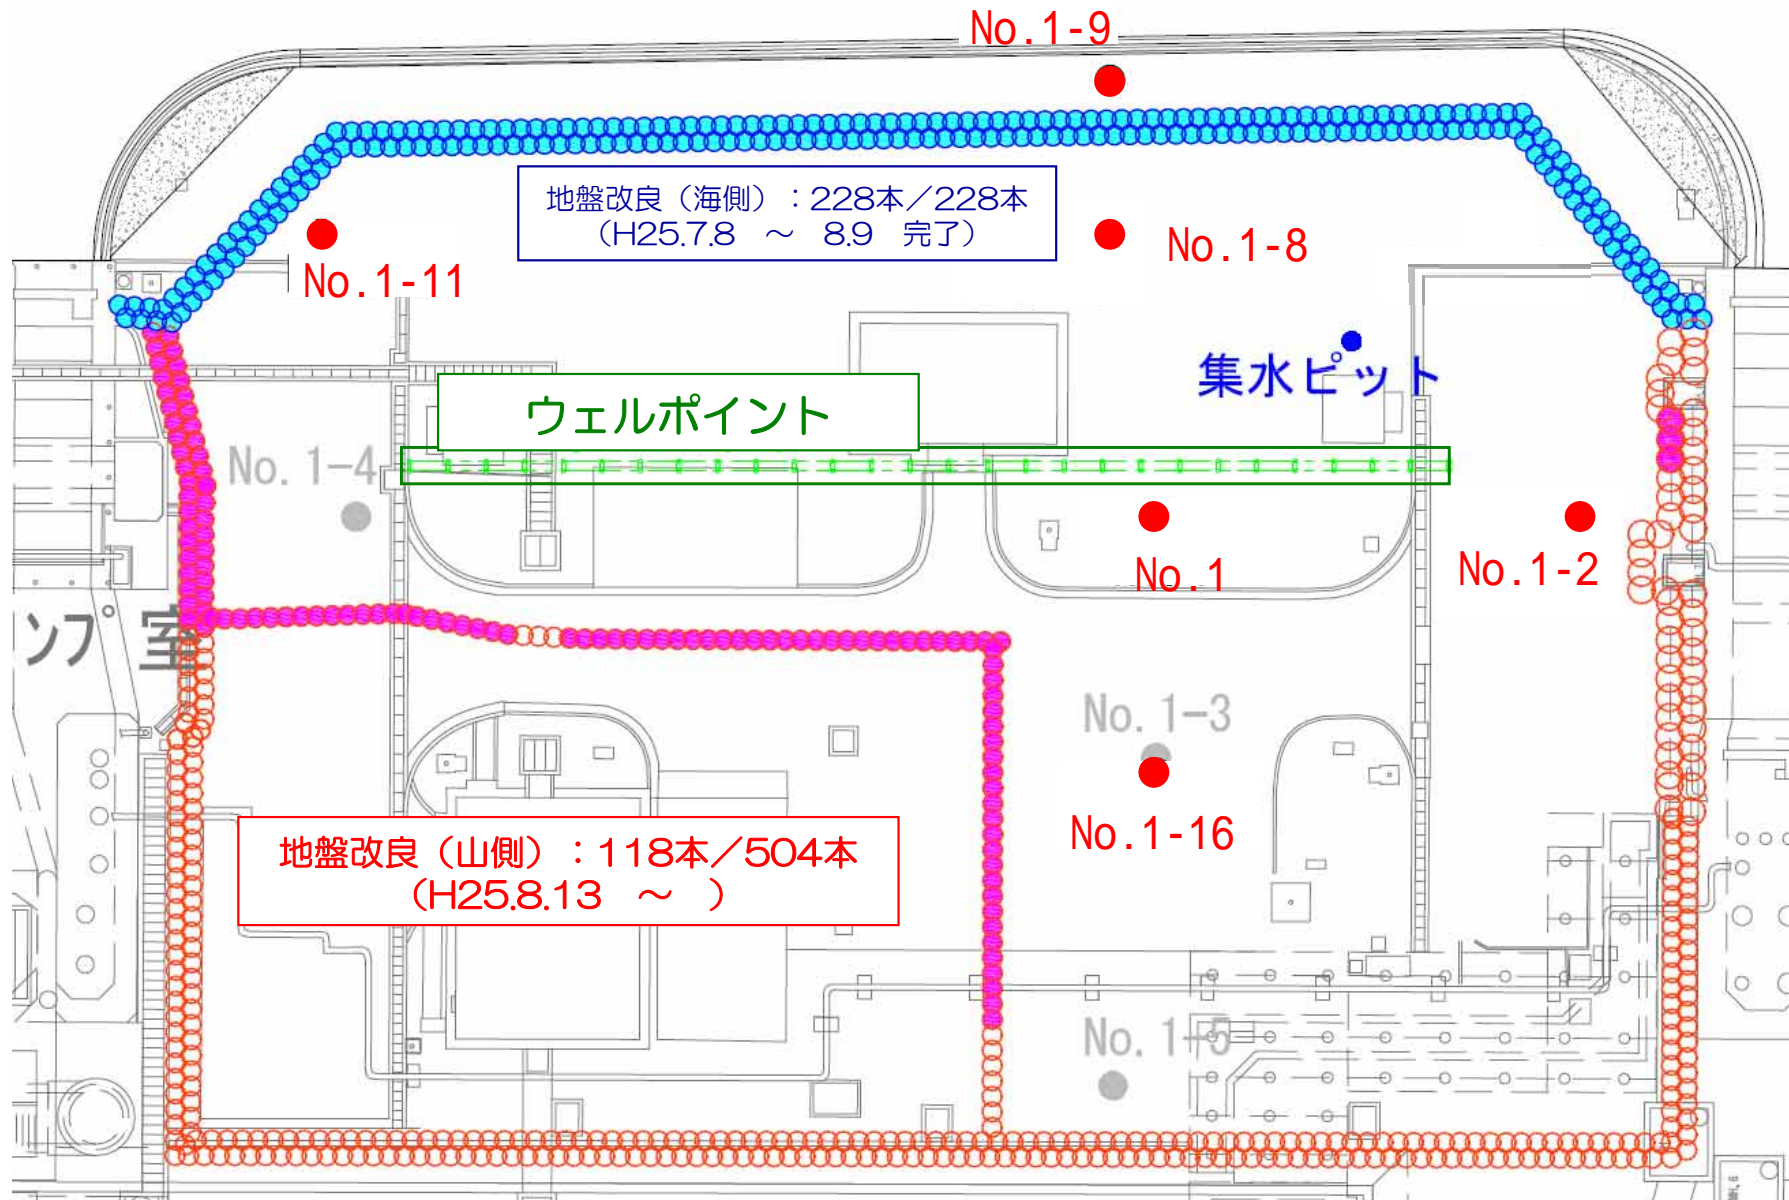 No.1-9
地盤改良（海側）：228本／228本
（H25.7.8　～　8.9　完了）
No.1-8
No.1-11
集水ピット
ウェルポイント
No.1-4
No.1
No.1-2
ンプ室
No.1-3
No.1-16
地盤改良（山側）：118本／504本
（H25.8.13　～　）
No.1-5